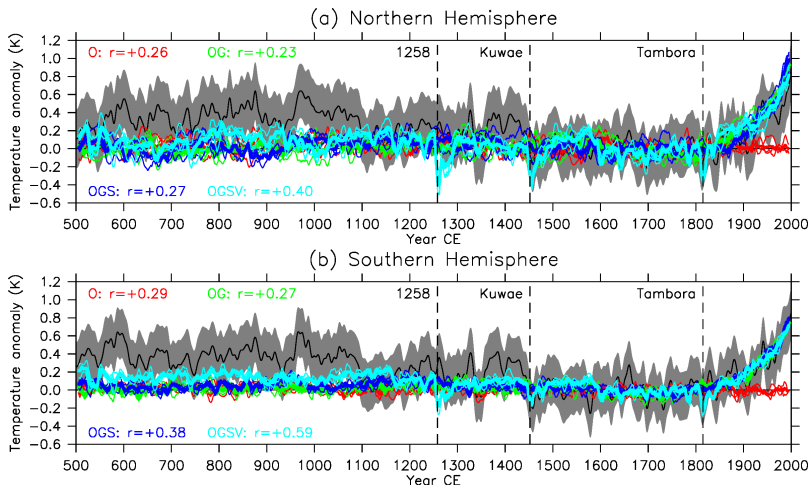 (a) Northern Hemisphere
O: r=+0.26 OG: r=+0.23 1258 Kuwae Tambora
Temperature anomaly (K)
1.2
1.0
0.8
0.6
0.4
0.2
0.0
−0.2
−0.4
−0.6
OGS: r=+0.27 OGSV: r=+0.40
500 600 700 800 900 1000 1100 1200 1300 1400 1500 1600 1700 1800 1900 2000
Year CE
(b) Southern Hemisphere
O: r=+0.29 OG: r=+0.27 1258 Kuwae Tambora
Temperature anomaly (K)
1.2
1.0
0.8
0.6
0.4
0.2
0.0
−0.2
−0.4
−0.6
OGS: r=+0.38 OGSV: r=+0.59
500 600 700 800 900 1000 1100 1200 1300 1400 1500 1600 1700 1800 1900 2000
Year CE